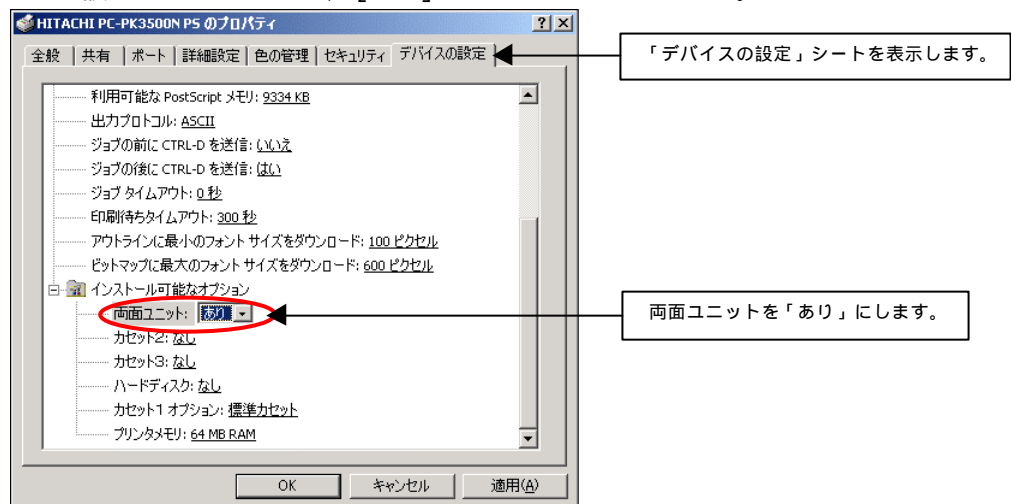 HITACHI PC-PK3500N PS のプロパティ
全般 共有 ポート 詳細設定 色の管理 セキュリティ デバイスの設定
「デバイスの設定」シートを表示します。
利用可能な PostScript メモリ: 9334 KB
出力プロトコル: ASCII
ジョブの前に CTRL-D を送信: いいえ
ジョブの後に CTRL-D を送信: はい
ジョブ タイムアウト: 0 秒
印刷待ちタイムアウト: 300 秒
アウトラインに最小のフォント サイズをダウンロード: 100 ピクセル
ビットマップに最大のフォント サイズをダウンロード: 600 ピクセル
インストール可能なオプション
両面ユニット: あり
両面ユニットを「あり」にします。
カセット2: なし
カセット3: なし
ハードディスク: なし
カセット1 オプション: 標準カセット
プリンタメモリ: 64 MB RAM
OK キャンセル 適用(A)